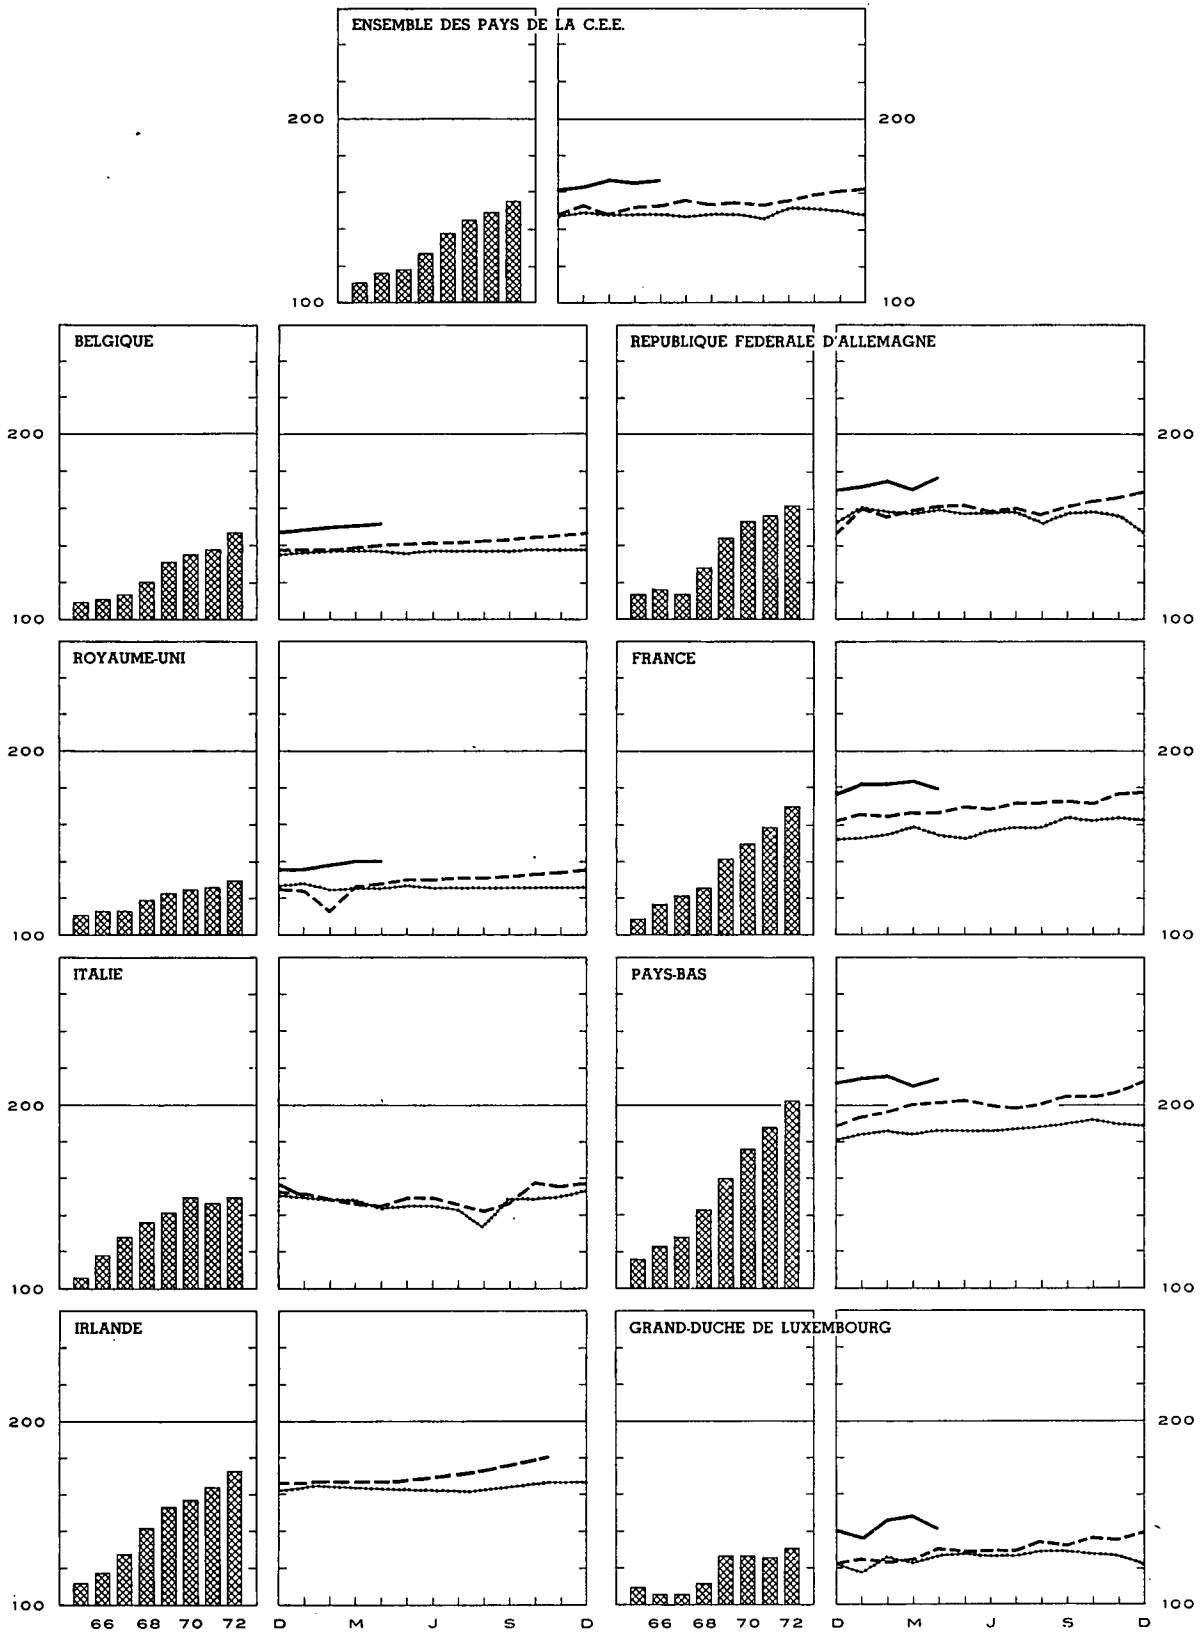 ENSEMBLE DES PAYS DE LA C.E.E.
200 200
100 100
BELGIQUE REPUBLIQUE FEDERALE D'ALLEMAGNE
200 200
100 100
ROYAUME-UNI FRANCE
200 200
100 100
ITALIE PAYS-BAS
200 200
100 100
IRLANDE GRAND-DUCHE DE LUXEMBOURG
200 200
100 100
66 68 70 72 D M J S D 66 68 70 72 D M J S D